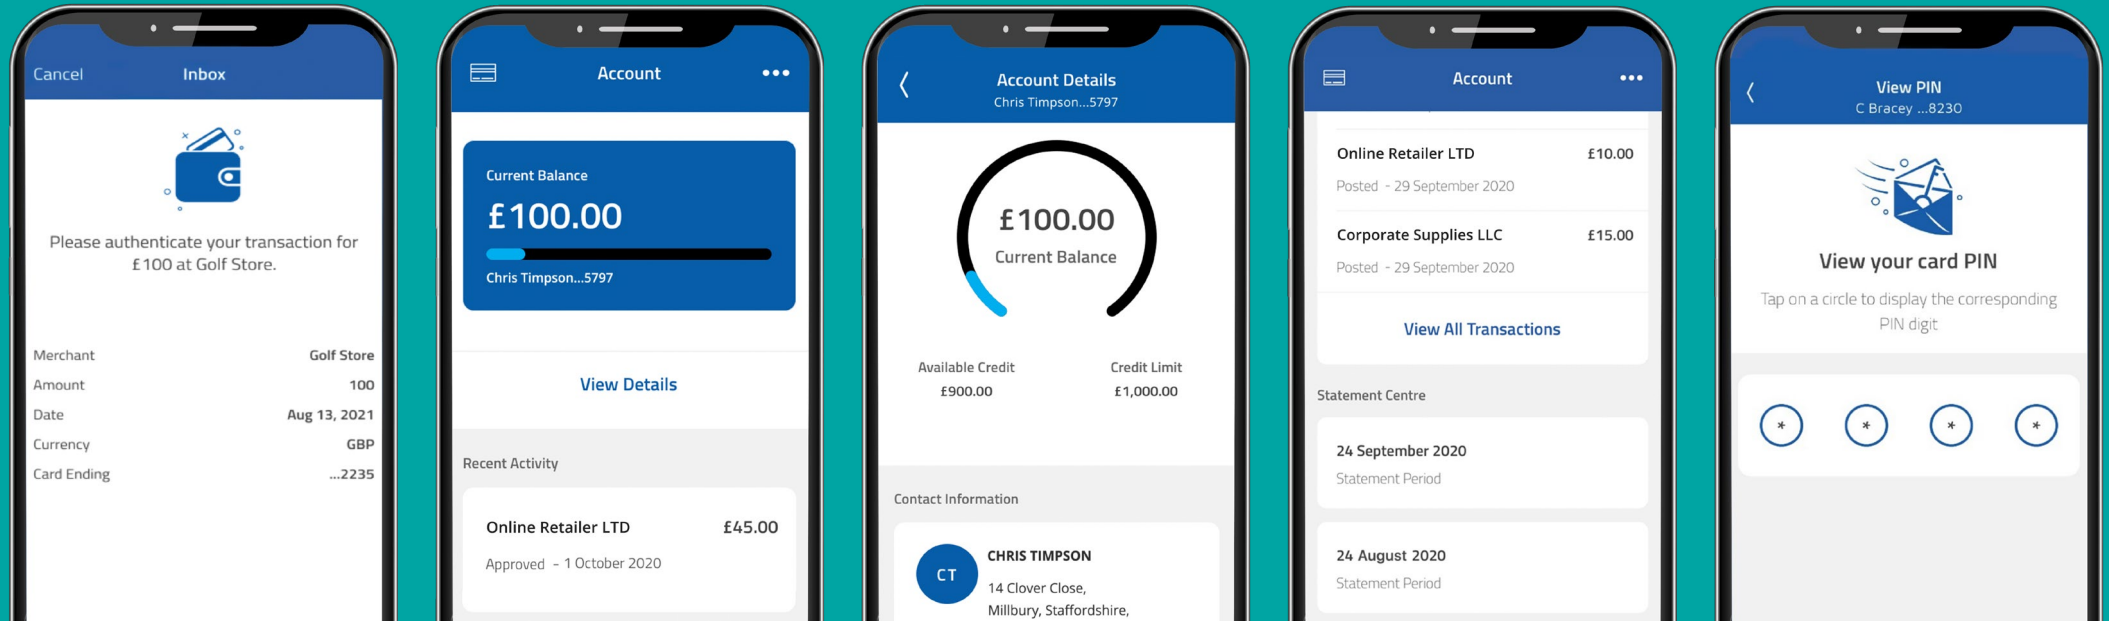 Cancel Inbox
Please authenticate your transaction for
£100 at Golf Store.
Merchant Golf Store
Amount 100
Date Aug 13, 2021
Currency GBP
Card Ending ...2235
Account
Current Balance
£100.00
Chris Timpson...5797
View Details
Recent Activity
Online Retailer LTD £45.00
Approved - 1 October 2020
Account Details
Chris Timpson...5797
£100.00
Current Balance
Available Credit Credit Limit
£900.00 £1,000.00
Contact Information
CT
CHRIS TIMPSON
14 Clover Close,
Millbury, Staffordshire,
Account
Online Retailer LTD £10.00
Posted - 29 September 2020
Corporate Supplies LLC £15.00
Posted - 29 September 2020
View All Transactions
Statement Centre
24 September 2020
Statement Period
24 August 2020
Statement Period
View PIN
C Bracey ...8230
View your card PIN
Tap on a circle to display the corresponding
PIN digit
* * * *